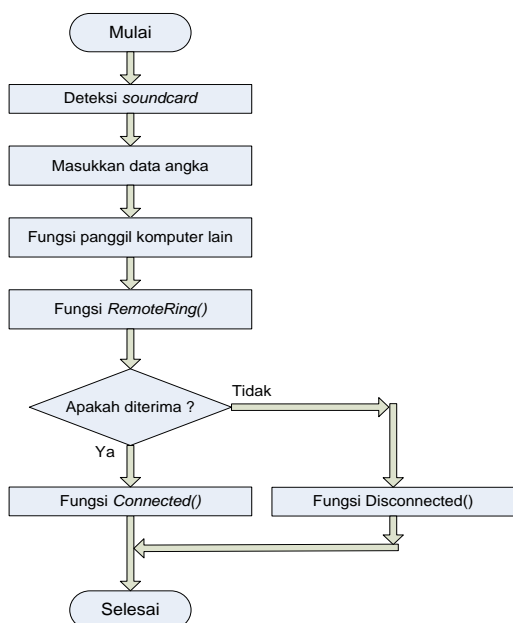 Mulai
Deteksi soundcard
Masukkan data angka
Fungsi panggil komputer lain
Fungsi RemoteRing()
Apakah diterima ?
Tidak
Ya
Fungsi Connected()
Fungsi Disconnected()
Selesai